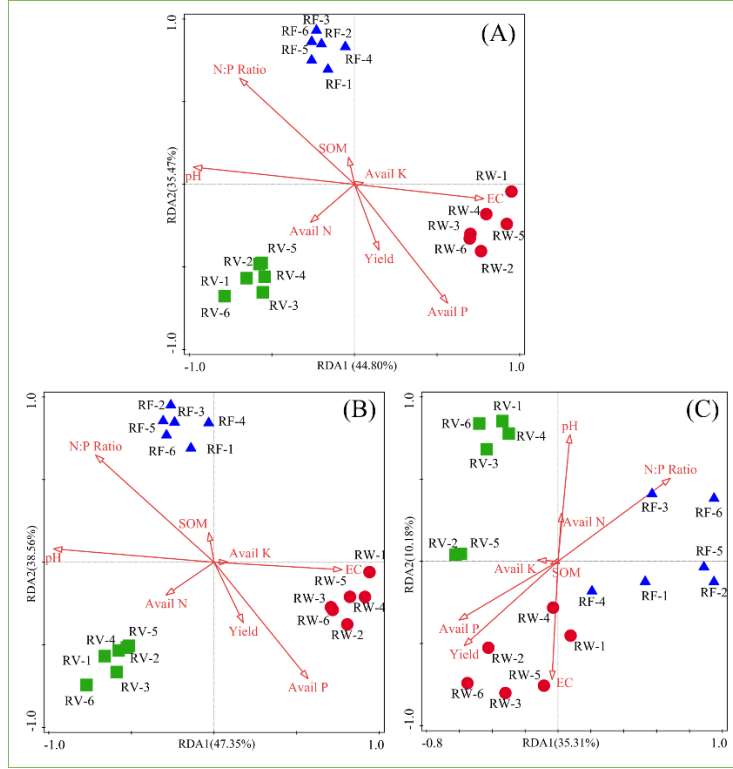 1.0
RF-3
RF-6
RF-2
RF-5
RF-4
RF-1
(A)
N:P Ratio
SOM
Avail K
pH
RW-1
EC
RW-4
RW-3
RW-5
RW-6
RW-2
Avail N
Yield
RV-5
RV-2
RV-4
RV-1
RV-3
RV-6
Avail P
RDA2(35.47%)
-1.0
-1.0
RDA1 (44.80%)
1.0
1.0
RF-2
RF-3
RF-4
RF-5
RF-6
RF-1
(B)
N:P Ratio
SOM
Avail K
pH
RW-1
EC
RW-5
RW-3
RW-4
RW-6
RW-2
Avail N
Yield
RV-5
RV-4
RV-2
RV-1
RV-3
RV-6
Avail P
RDA2(38.56%)
-1.0
-1.0
RDA1(47.35%)
1.0
1.0
RV-1
RV-6
RV-4
RV-3
pH
(C)
N:P Ratio
RF-3
RF-6
Avail N
RV-2
RV-5
RF-5
Avail K
SOM
RF-4
RF-1
RF-2
Avail P
RW-4
Yield
RW-1
RW-2
RW-5
EC
RW-6
RW-3
RDA2(10.18%)
-1.0
-0.8
RDA1(35.31%)
1.0